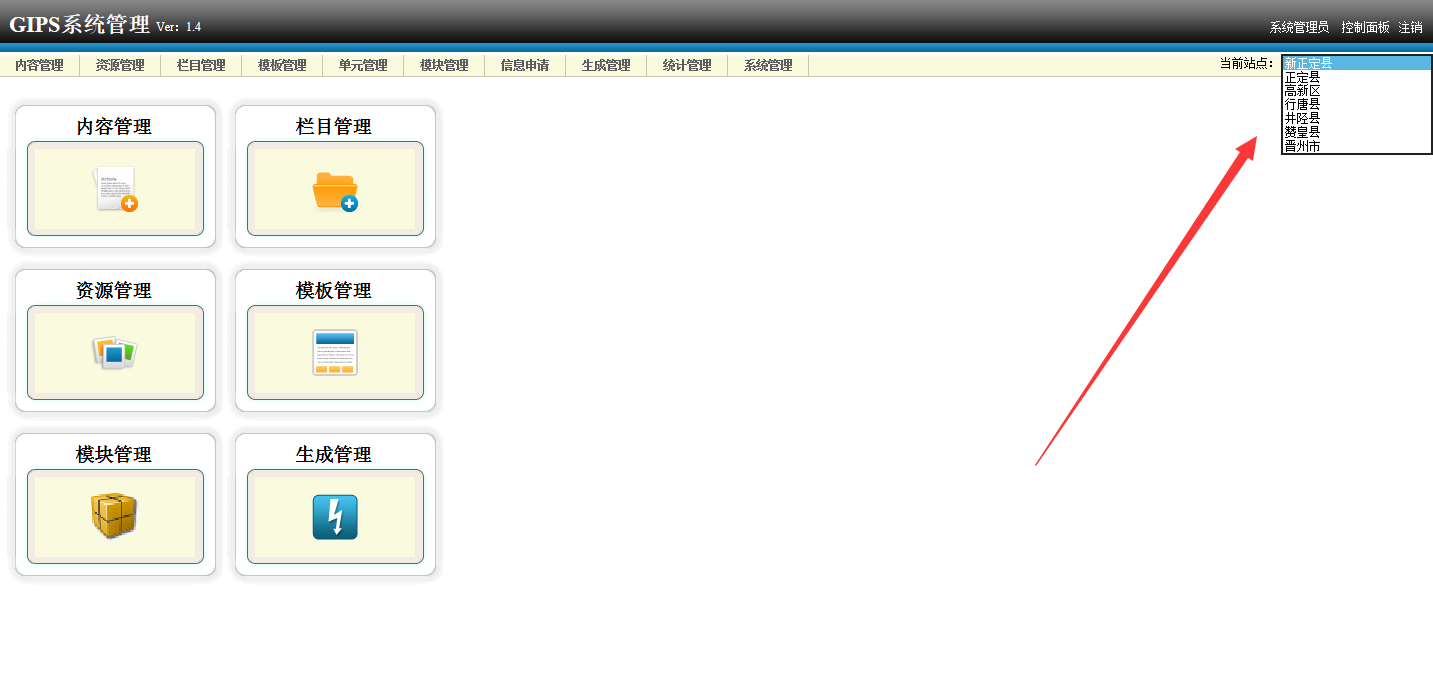 GIPS系统管理 Ver：1.4
系统管理员 控制面板 注销
内容管理 资源管理 栏目管理 模板管理 单元管理 模块管理 信息申请 生成管理 统计管理 系统管理 当前站点：
新正定县
正定县
高新区
行唐县
井陉县
赞皇县
晋州市
内容管理 栏目管理
资源管理 模板管理
模块管理 生成管理